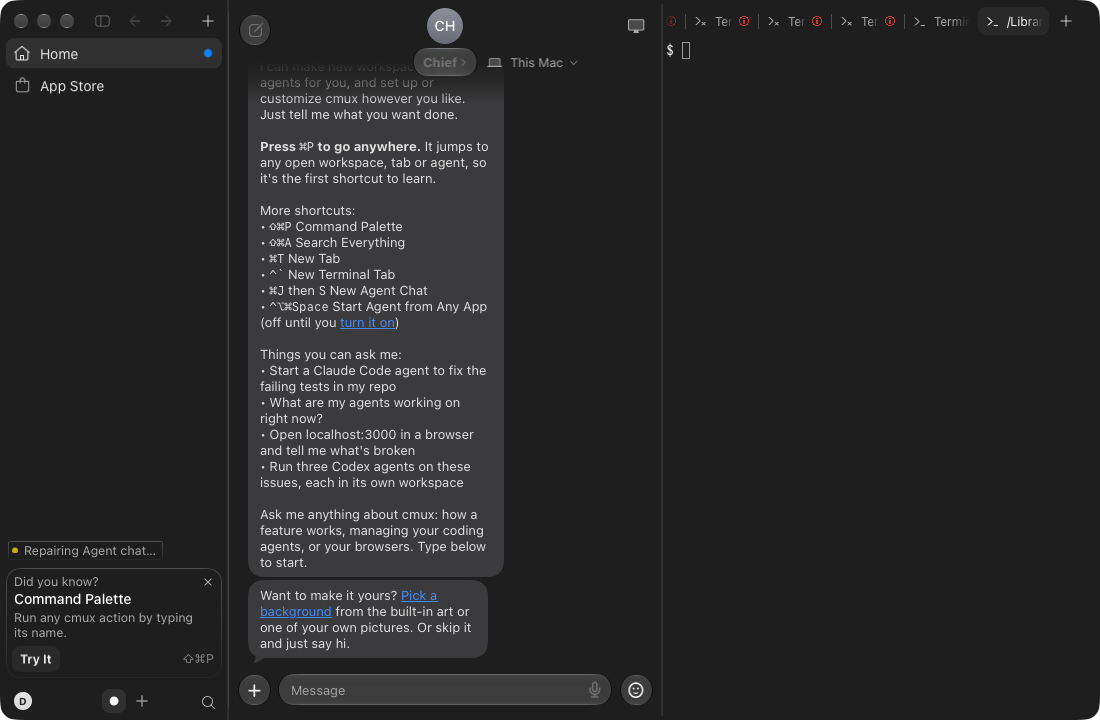 Home
App Store
Repairing Agent chat...
Did you know?
Command Palette
Run any cmux action by typing
its name.
Try It
⇧⌘P
D
CH
Chief
This Mac
I can make new workspac
agents for you, and set up or
customize cmux however you like.
Just tell me what you want done.
Press ⌘P to go anywhere. It jumps to
any open workspace, tab or agent, so
it's the first shortcut to learn.
More shortcuts:
• ⇧⌘P Command Palette
• ⇧⌘A Search Everything
• ⌘T New Tab
• ^` New Terminal Tab
• ⌘J then S New Agent Chat
• ^⌥⌘Space Start Agent from Any App
(off until you turn it on)
Things you can ask me:
• Start a Claude Code agent to fix the
failing tests in my repo
• What are my agents working on
right now?
• Open localhost:3000 in a browser
and tell me what's broken
• Run three Codex agents on these
issues, each in its own workspace
Ask me anything about cmux: how a
feature works, managing your coding
agents, or your browsers. Type below
to start.
Want to make it yours? Pick a
background from the built-in art or
one of your own pictures. Or skip it
and just say hi.
Message
Ter
Ter
Ter
Termin
/Librar
$